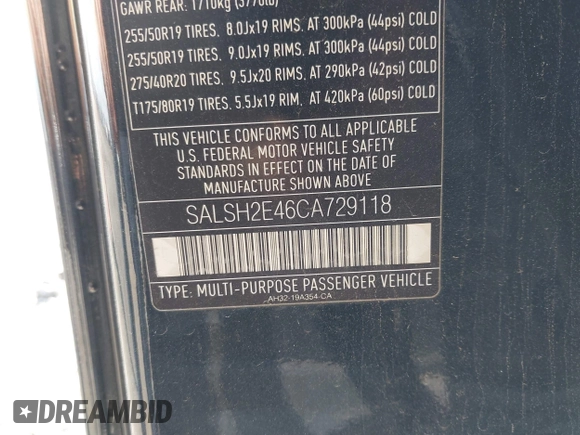 GAWR REAR: 1710kg (3770lb)
255/50R19 TIRES. 8.0Jx19 RIMS. AT 300kPa (44psi) COLD
255/50R19 TIRES. 9.0Jx19 RIMS. AT 300kPa (44psi) COLD
275/40R20 TIRES. 9.5Jx20 RIMS. AT 290kPa (42psi) COLD
T175/80R19 TIRES. 5.5Jx19 RIM, AT 420kPa (60psi) COLD
THIS VEHICLE CONFORMS TO ALL APPLICABLE
U.S. FEDERAL MOTOR VEHICLE SAFETY
STANDARDS IN EFFECT ON THE DATE OF
MANUFACTURE SHOWN ABOVE
SALSH2E46CA729118
TYPE: MULTI-PURPOSE PASSENGER VEHICLE
AH32-19A354-CA
DREAMBID